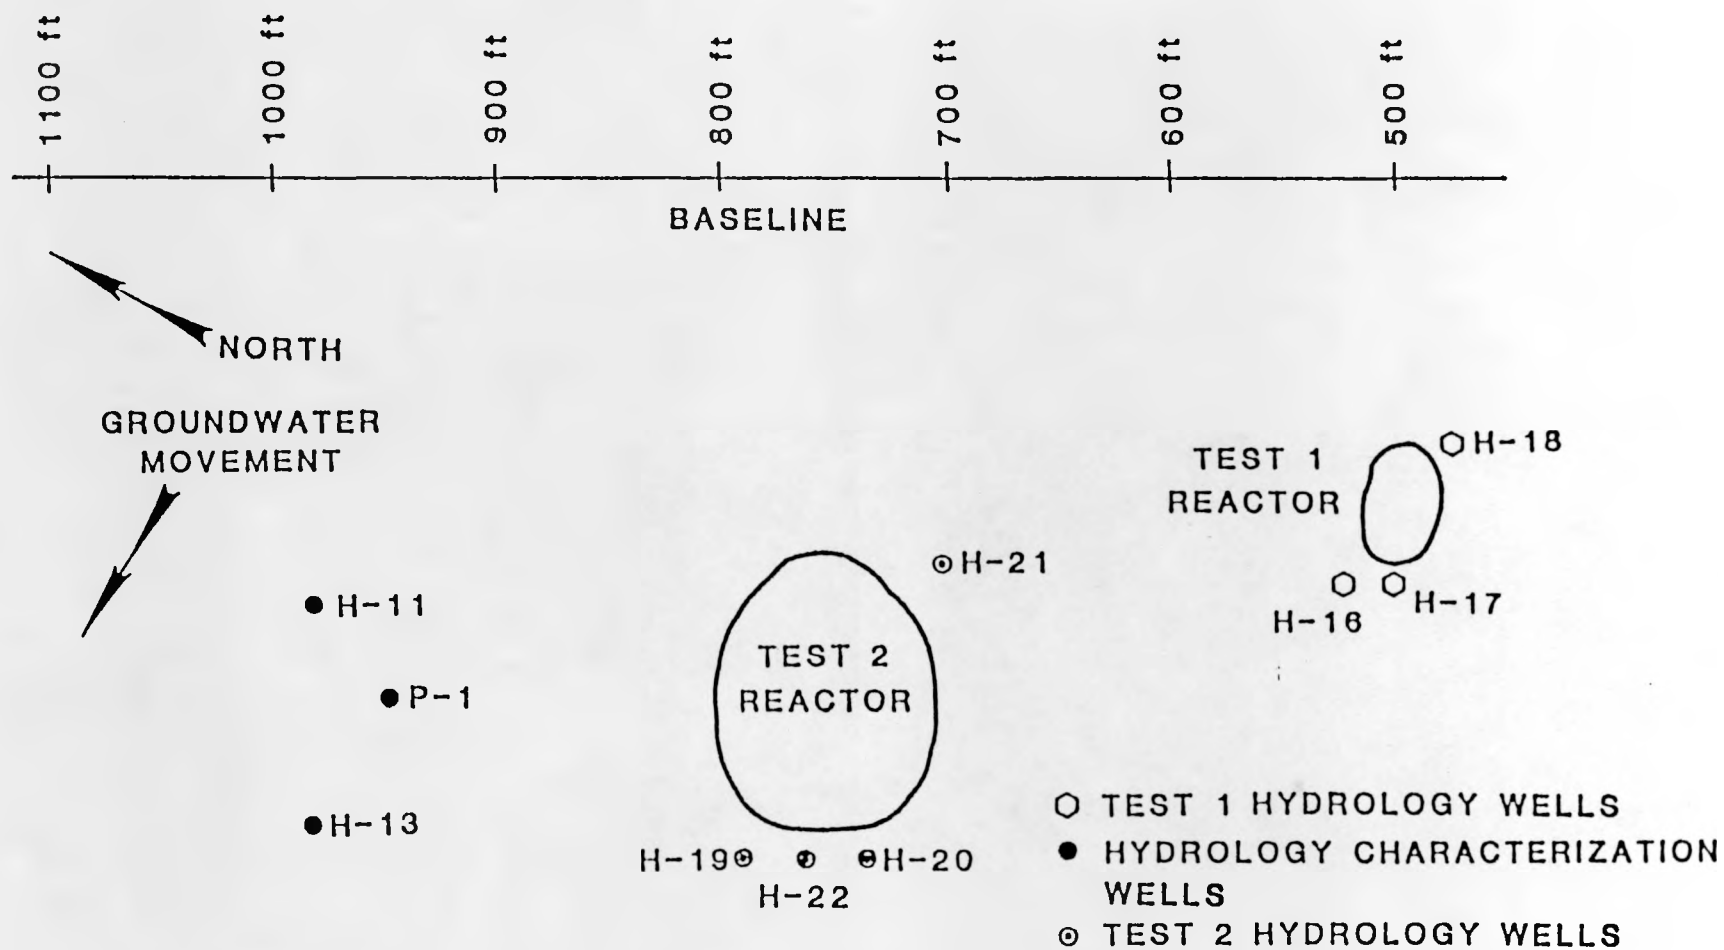 1100 ft
1000 ft
900 ft
800 ft
700 ft
600 ft
500 ft
BASELINE
NORTH
GROUNDWATER
MOVEMENT
TEST 1
REACTOR
H-18
H-16
H-17
H-21
H-11
P-1
H-13
TEST 2
REACTOR
H-19
H-20
H-22
TEST 1 HYDROLOGY WELLS
HYDROLOGY CHARACTERIZATION
WELLS
TEST 2 HYDROLOGY WELLS